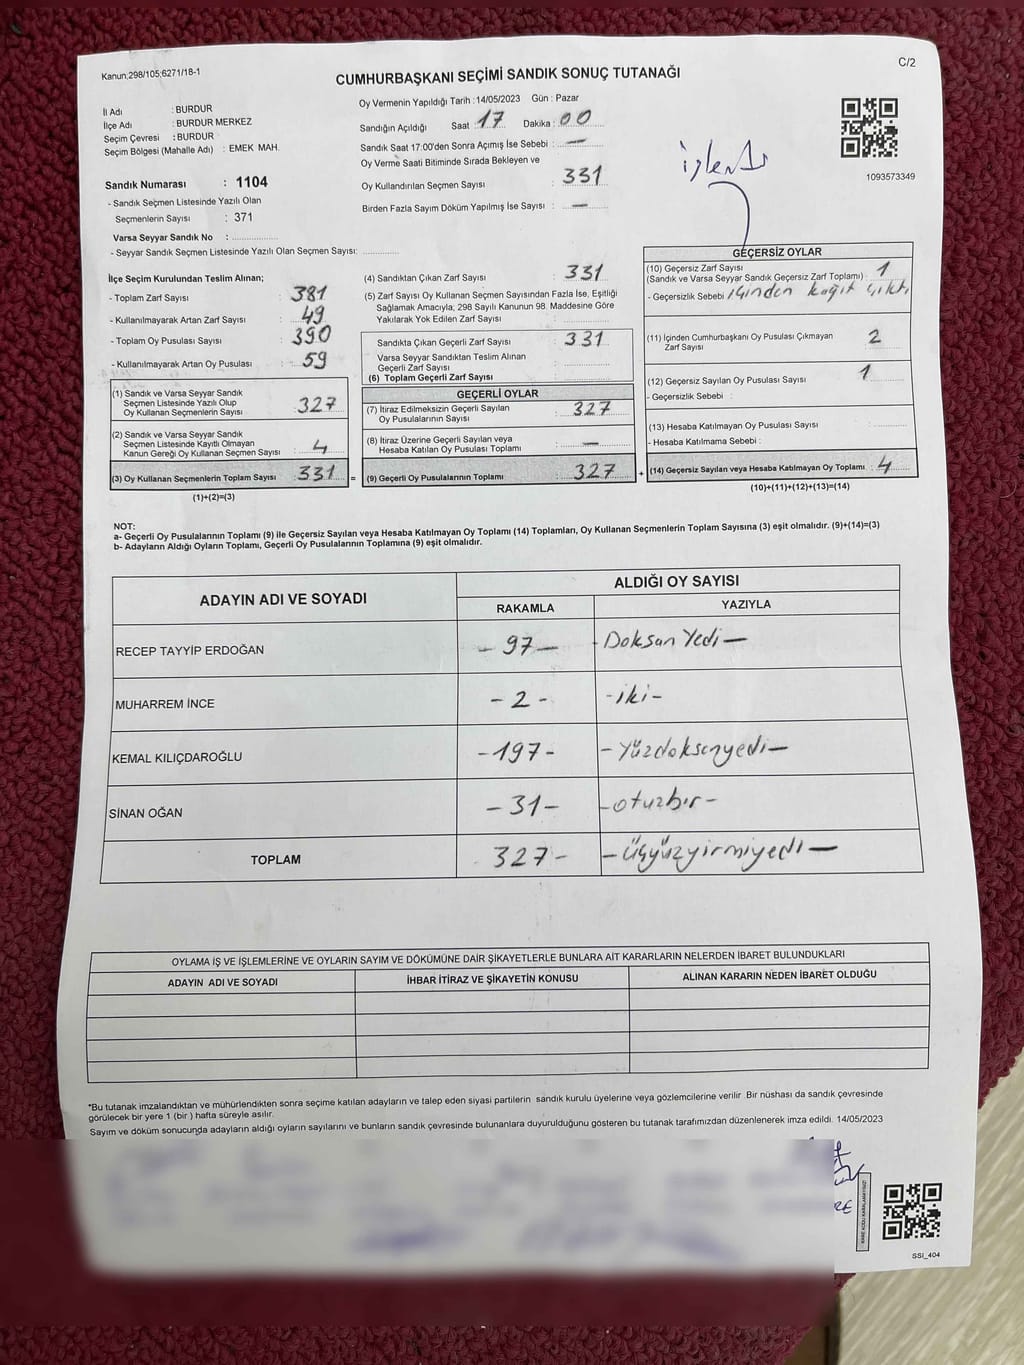 Kanun;298/105;6271/18-1
CUMHURBAŞKANI SEÇİMİ SANDIK SONUÇ TUTANAĞI
C/2
İl Adı : BURDUR
İlçe Adı : BURDUR MERKEZ
Seçim Çevresi : BURDUR
Seçim Bölgesi (Mahalle Adı) : EMEK MAH.
Sandık Numarası : 1104
- Sandık Seçmen Listesinde Yazılı Olan
Seçmenlerin Sayısı : 371
Varsa Seyyar Sandık No :
- Seyyar Sandık Seçmen Listesinde Yazılı Olan Seçmen Sayısı:
Oy Vermenin Yapıldığı Tarih :14/05/2023 Gün : Pazar
Sandığın Açıldığı Saat : 17 Dakika : 00
Sandık Saat 17:00'den Sonra Açımış İse Sebebi : —
Oy Verme Saati Bitiminde Sırada Bekleyen ve
Oy Kullandırılan Seçmen Sayısı : 331
Birden Fazla Sayım Döküm Yapılmış İse Sayısı : —
işlendi
1093573349
İlçe Seçim Kurulundan Teslim Alınan;
- Toplam Zarf Sayısı : 381
- Kullanılmayarak Artan Zarf Sayısı : 49
- Toplam Oy Pusulası Sayısı : 390
- Kullanılmayarak Artan Oy Pusulası : 59
(1) Sandık ve Varsa Seyyar Sandık
Seçmen Listesinde Yazılı Olup
Oy Kullanan Seçmenlerin Sayısı : 327
(2) Sandık ve Varsa Seyyar Sandık
Seçmen Listesinde Kayıtlı Olmayan
Kanun Gereği Oy Kullanan Seçmen Sayısı : 4
(3) Oy Kullanan Seçmenlerin Toplam Sayısı : 331 =
(1)+(2)=(3)
(4) Sandıktan Çıkan Zarf Sayısı : 331
(5) Zarf Sayısı Oy Kullanan Seçmen Sayısından Fazla İse, Eşitliği
Sağlamak Amacıyla, 298 Sayılı Kanunun 98. Maddesine Göre
Yakılarak Yok Edilen Zarf Sayısı :
Sandıkta Çıkan Geçerli Zarf Sayısı : 331
Varsa Seyyar Sandıktan Teslim Alınan
Geçerli Zarf Sayısı :
(6) Toplam Geçerli Zarf Sayısı :
GEÇERLİ OYLAR
(7) İtiraz Edilmeksizin Geçerli Sayılan
Oy Pusulalarının Sayısı : 327
(8) İtiraz Üzerine Geçerli Sayılan veya
Hesaba Katılan Oy Pusulası Toplamı : —
(9) Geçerli Oy Pusulalarının Toplamı : 327 +
GEÇERSİZ OYLAR
(10) Geçersiz Zarf Sayısı
(Sandık ve Varsa Seyyar Sandık Geçersiz Zarf Toplamı) : 1
- Geçersizlik Sebebi : İçinden kağıt çıktı
(11) İçinden Cumhurbaşkanı Oy Pusulası Çıkmayan
Zarf Sayısı : 2
(12) Geçersiz Sayılan Oy Pusulası Sayısı : 1
- Geçersizlik Sebebi :
(13) Hesaba Katılmayan Oy Pusulası Sayısı :
- Hesaba Katılmama Sebebi :
(14) Geçersiz Sayılan veya Hesaba Katılmayan Oy Toplamı : 4
(10)+(11)+(12)+(13)=(14)
NOT:
a- Geçerli Oy Pusulalarının Toplamı (9) ile Geçersiz Sayılan veya Hesaba Katılmayan Oy Toplamı (14) Toplamları, Oy Kullanan Seçmenlerin Toplam Sayısına (3) eşit olmalıdır. (9)+(14)=(3)
b- Adayların Aldığı Oyların Toplamı, Geçerli Oy Pusulalarının Toplamına (9) eşit olmalıdır.
ADAYIN ADI VE SOYADI
ALDIĞI OY SAYISI
RAKAMLA YAZIYLA
RECEP TAYYİP ERDOĞAN - 97 - - Doksan Yedi -
MUHARREM İNCE - 2 - - iki -
KEMAL KILIÇDAROĞLU - 197 - - Yüzdoksanyedi -
SİNAN OĞAN - 31 - - otuzbir -
TOPLAM 327 - - üçyüzyirmiyedi -
OYLAMA İŞ VE İŞLEMLERİNE VE OYLARIN SAYIM VE DÖKÜMÜNE DAİR ŞİKAYETLERLE BUNLARA AİT KARARLARIN NELERDEN İBARET BULUNDUKLARI
ADAYIN ADI VE SOYADI İHBAR İTİRAZ VE ŞİKAYETİN KONUSU ALINAN KARARIN NEDEN İBARET OLDUĞU
*Bu tutanak imzalandıktan ve mühürlendikten sonra seçime katılan adayların ve talep eden siyasi partilerin sandık kurulu üyelerine veya gözlemcilerine verilir. Bir nüshası da sandık çevresinde
görülecek bir yere 1 (bir ) hafta süreyle asılır.
Sayım ve döküm sonucunda adayların aldığı oyların sayılarını ve bunların sandık çevresinde bulunanlara duyurulduğunu gösteren bu tutanak tarafımızdan düzenlenerek imza edildi. 14/05/2023
KARE KODU KARALAMAYINIZ!
SSI_404